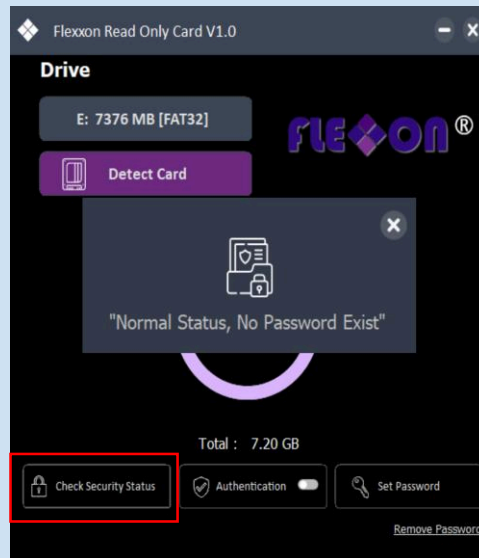 Flexxon Read Only Card V1.0
Drive
E: 7376 MB [FAT32]
FLEXON®
Detect Card
"Normal Status, No Password Exist"
Total : 7.20 GB
Check Security Status
Authentication
Set Password
Remove Password